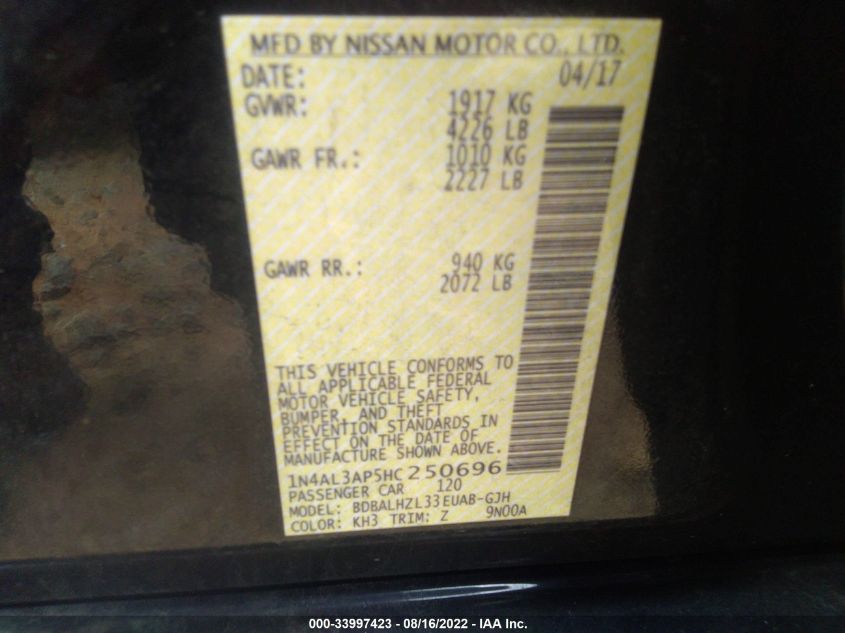 MFD BY NISSAN MOTOR CO., LTD.
DATE: 04/17
GVWR: 1917 KG
4226 LB
GAWR FR.: 1010 KG
2227 LB
GAWR RR.: 940 KG
2072 LB
THIS VEHICLE CONFORMS TO
ALL APPLICABLE FEDERAL
MOTOR VEHICLE SAFETY,
BUMPER, AND THEFT
PREVENTION STANDARDS IN
EFFECT ON THE DATE OF
MANUFACTURE SHOWN ABOVE.
1N4AL3AP5HC250696
PASSENGER CAR 120
MODEL: BDBALHZL33EUAB-GJH
COLOR: KH3 TRIM: Z 9N00A
000-33997423 - 08/16/2022 - IAA Inc.